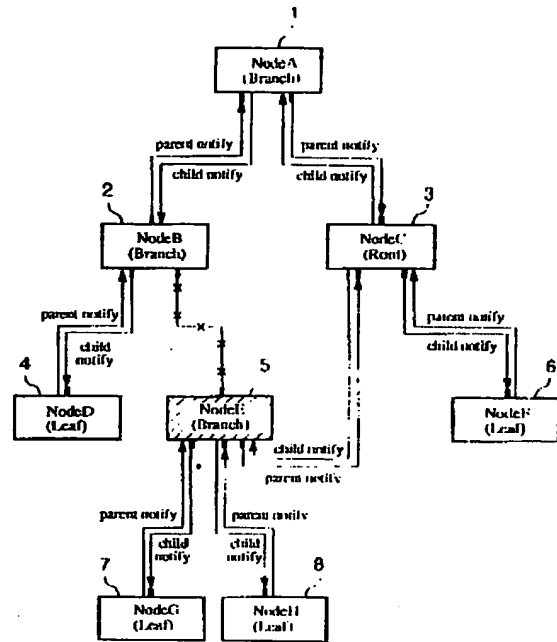 1
NodeA
(Branch)
parent notify
child notify
parent notify
child notify
2
NodeB
(Branch)
3
NodeC
(Root)
parent notify
child notify
parent notify
child notify
4
NodeD
(Leaf)
5
NodeE
(Branch)
6
NodeF
(Leaf)
child notify
parent notify
parent notify
child
notify
parent notify
child
notify
7
NodeG
(Leaf)
8
NodeH
(Leaf)